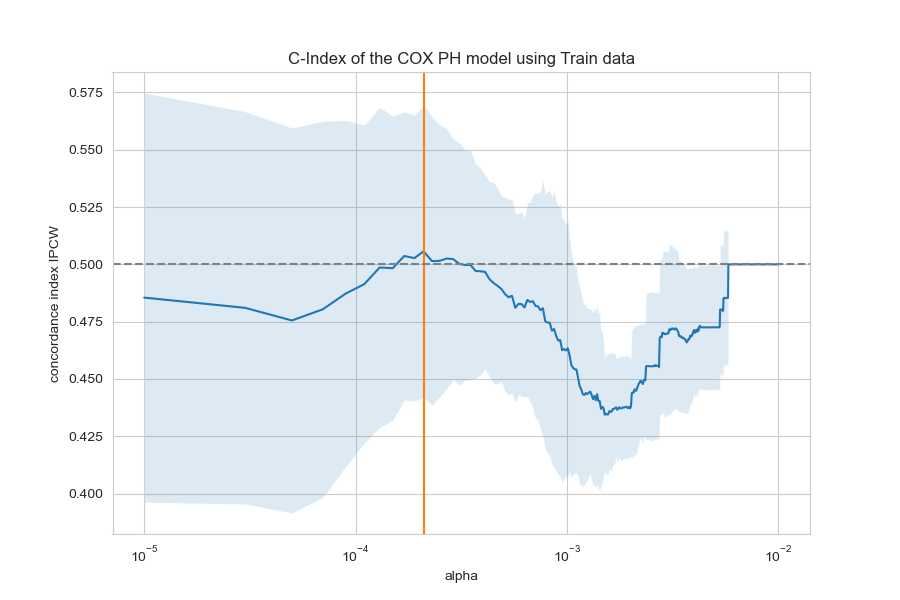 C-Index of the COX PH model using Train data
concordance index IPCW
0.575
0.550
0.525
0.500
0.475
0.450
0.425
0.400
10⁻⁵ 10⁻⁴ 10⁻³ 10⁻²
alpha